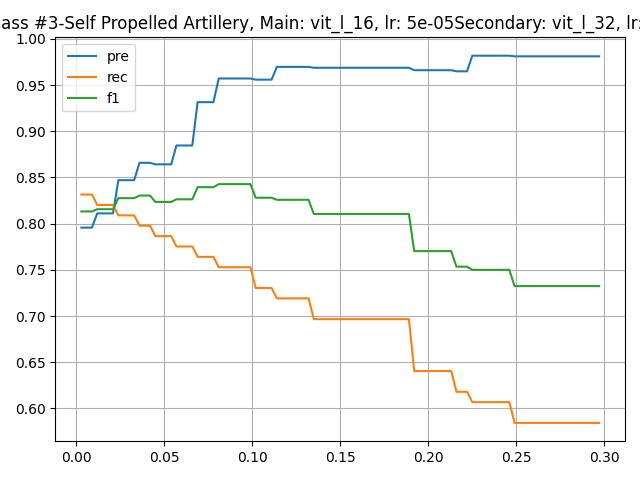 ass #3-Self Propelled Artillery, Main: vit_l_16, lr: 5e-05Secondary: vit_l_32, lr:
pre
rec
f1
1.00
0.95
0.90
0.85
0.80
0.75
0.70
0.65
0.60
0.00 0.05 0.10 0.15 0.20 0.25 0.30